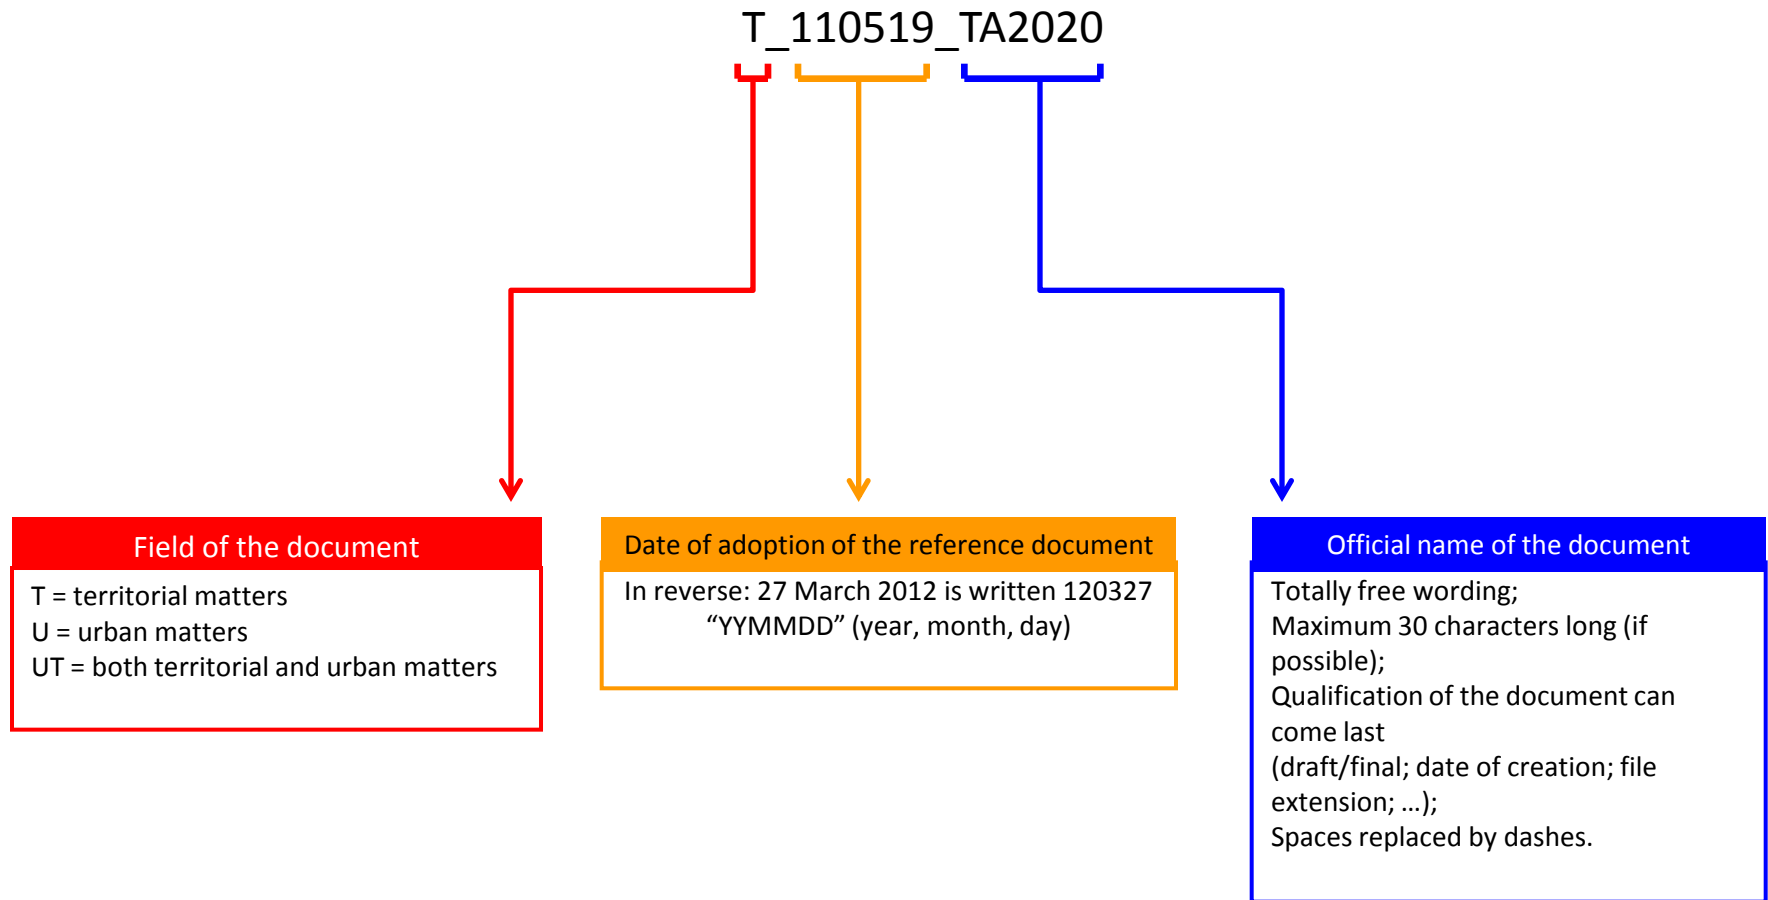 T_110519_TA2020
Field of the document
T = territorial matters
U = urban matters
UT = both territorial and urban matters
Date of adoption of the reference document
In reverse: 27 March 2012 is written 120327
“YYMMDD” (year, month, day)
Official name of the document
Totally free wording;
Maximum 30 characters long (if
possible);
Qualification of the document can
come last
(draft/final; date of creation; file
extension; …);
Spaces replaced by dashes.